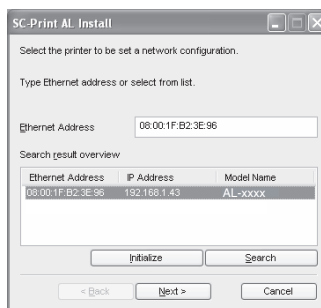 SC-Print AL Install
Select the printer to be set a network configuration.
Type Ethernet address or select from list.
Ethernet Address 08:00:1F:B2:3E:96
Search result overview
Ethernet Address IP Address Model Name
08:00:1F:B2:3E:96 192.168.1.43 AL-xxxx
Initialize Search
< Back Next > Cancel